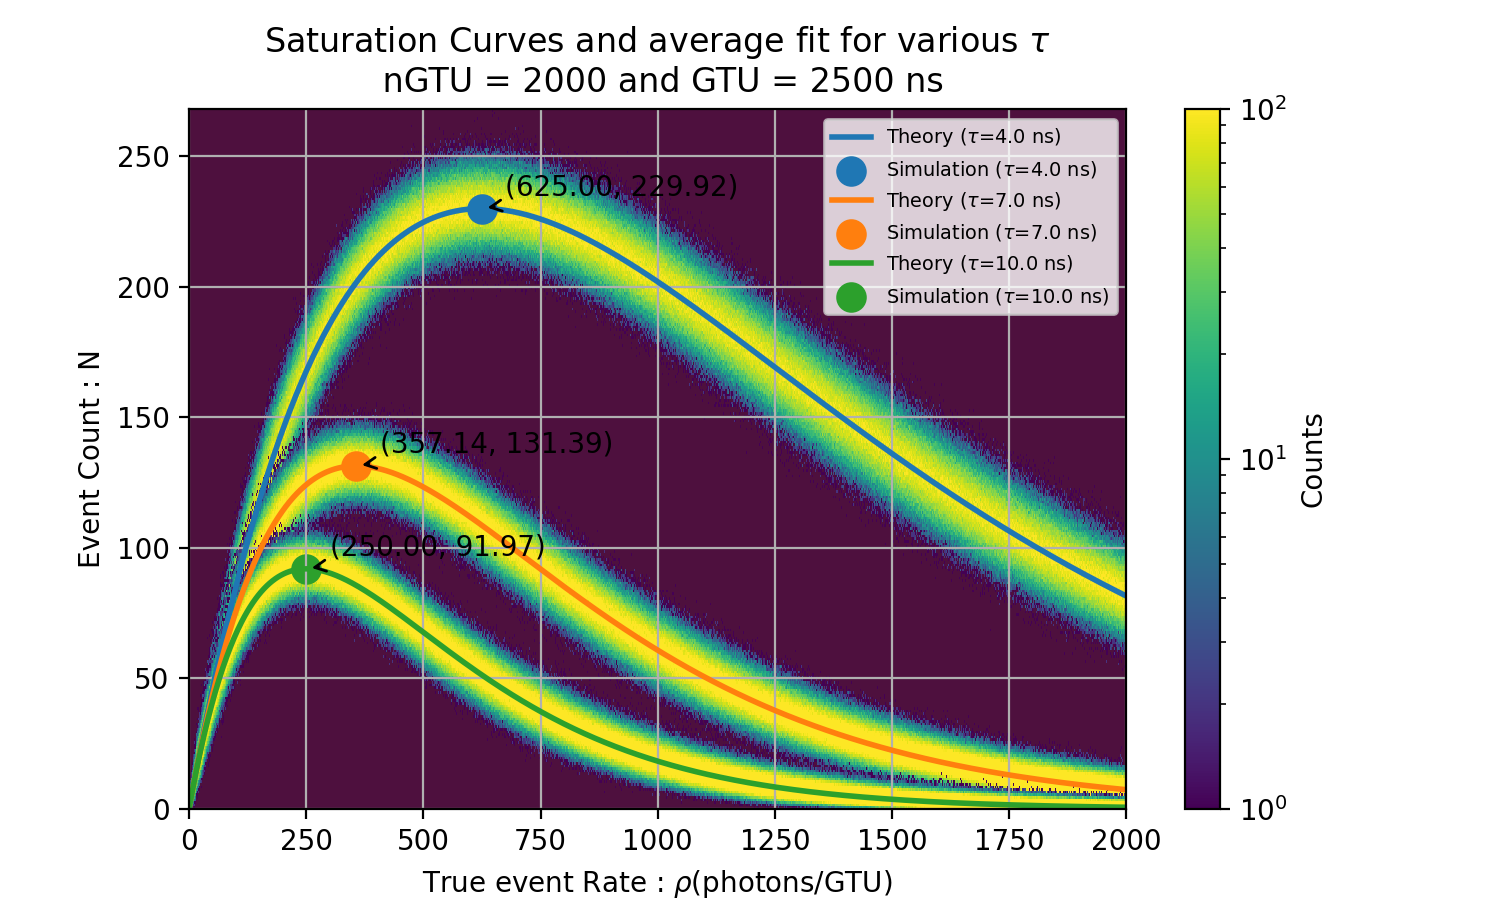 Saturation Curves and average fit for various τ
nGTU = 2000 and GTU = 2500 ns
Event Count : N
250
200
150
100
50
0
(625.00, 229.92)
(357.14, 131.39)
(250.00, 91.97)
Theory (τ=4.0 ns)
Simulation (τ=4.0 ns)
Theory (τ=7.0 ns)
Simulation (τ=7.0 ns)
Theory (τ=10.0 ns)
Simulation (τ=10.0 ns)
0 250 500 750 1000 1250 1500 1750 2000
True event Rate : ρ(photons/GTU)
10²
10¹
10⁰
Counts